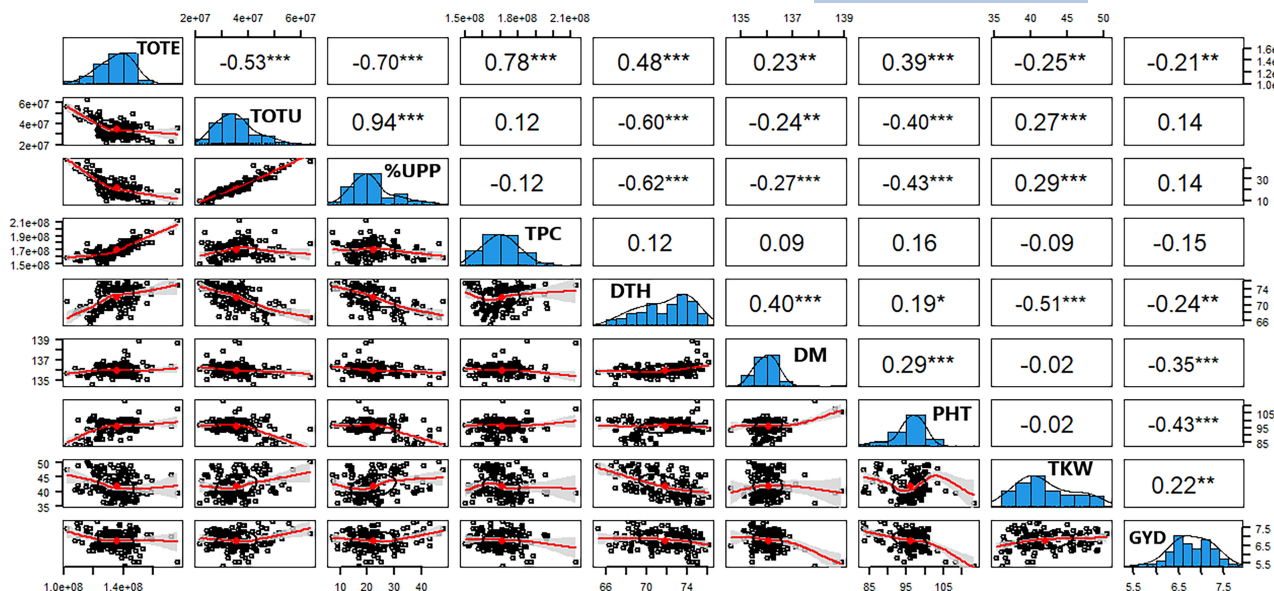 2e+07 4e+07 6e+07 1.5e+08 1.8e+08 2.1e+08 135 137 139 35 40 45 50
TOTE -0.53*** -0.70*** 0.78*** 0.48*** 0.23** 0.39*** -0.25** -0.21**
6e+07 4e+07 2e+07 TOTU 0.94*** 0.12 -0.60*** -0.24** -0.40*** 0.27*** 0.14
%UPP -0.12 -0.62*** -0.27*** -0.43*** 0.29*** 0.14 30 10
2.1e+08 1.9e+08 1.7e+08 1.5e+08 TPC 0.12 0.09 0.16 -0.09 -0.15
DTH 0.40*** 0.19* -0.51*** -0.24** 74 70 66
139 137 135 DM 0.29*** -0.02 -0.35***
PHT -0.02 -0.43*** 105 95 85
50 45 40 35 TKW 0.22**
GYD 7.5 6.5 5.5
1.0e+08 1.4e+08 10 20 30 40 66 70 74 85 95 105 5.5 6.5 7.5